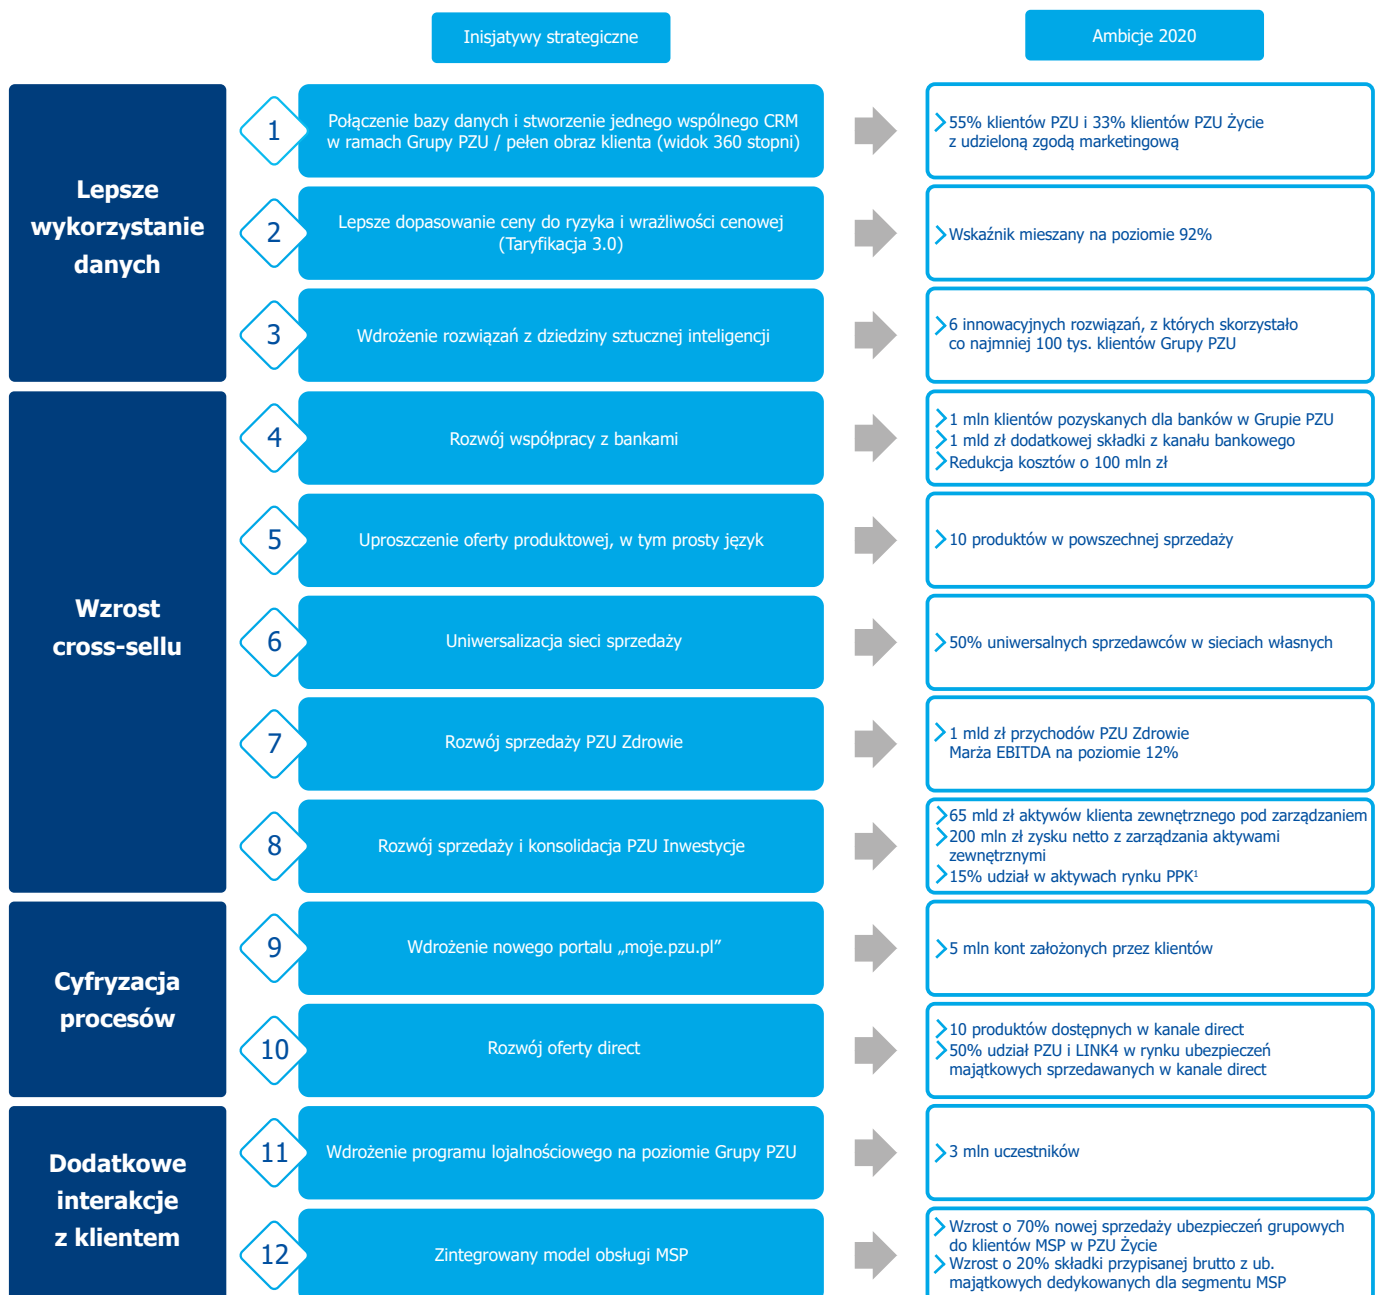 Inisjatywy strategiczne
Ambicje 2020
Lepsze
wykorzystanie
danych
1
Połączenie bazy danych i stworzenie jednego wspólnego CRM
w ramach Grupy PZU / pełen obraz klienta (widok 360 stopni)
55% klientów PZU i 33% klientów PZU Życie
z udzieloną zgodą marketingową
2
Lepsze dopasowanie ceny do ryzyka i wrażliwości cenowej
(Taryfikacja 3.0)
Wskaźnik mieszany na poziomie 92%
3
Wdrożenie rozwiązań z dziedziny sztucznej inteligencji
6 innowacyjnych rozwiązań, z których skorzystało
co najmniej 100 tys. klientów Grupy PZU
Wzrost
cross-sellu
4
Rozwój współpracy z bankami
1 mln klientów pozyskanych dla banków w Grupie PZU
1 mld zł dodatkowej składki z kanału bankowego
Redukcja kosztów o 100 mln zł
5
Uproszczenie oferty produktowej, w tym prosty język
10 produktów w powszechnej sprzedaży
6
Uniwersalizacja sieci sprzedaży
50% uniwersalnych sprzedawców w sieciach własnych
7
Rozwój sprzedaży PZU Zdrowie
1 mld zł przychodów PZU Zdrowie
Marża EBITDA na poziomie 12%
8
Rozwój sprzedaży i konsolidacja PZU Inwestycje
65 mld zł aktywów klienta zewnętrznego pod zarządzaniem
200 mln zł zysku netto z zarządzania aktywami
zewnętrznymi
15% udział w aktywach rynku PPK¹
Cyfryzacja
procesów
9
Wdrożenie nowego portalu „moje.pzu.pl”
5 mln kont założonych przez klientów
10
Rozwój oferty direct
10 produktów dostępnych w kanale direct
50% udział PZU i LINK4 w rynku ubezpieczeń
majątkowych sprzedawanych w kanale direct
Dodatkowe
interakcje
z klientem
11
Wdrożenie programu lojalnościowego na poziomie Grupy PZU
3 mln uczestników
12
Zintegrowany model obsługi MSP
Wzrost o 70% nowej sprzedaży ubezpieczeń grupowych
do klientów MSP w PZU Życie
Wzrost o 20% składki przypisanej brutto z ub.
majątkowych dedykowanych dla segmentu MSP